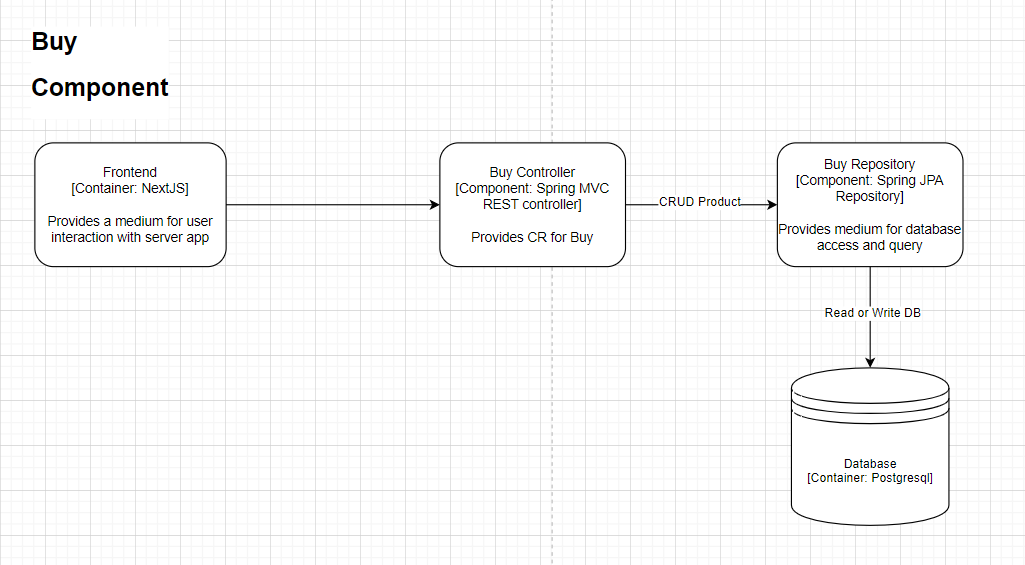 Buy
Component
Frontend
[Container: NextJS]
Provides a medium for user
interaction with server app
Buy Controller
[Component: Spring MVC
REST controller]
Provides CR for Buy
CRUD Product
Buy Repository
[Component: Spring JPA
Repository]
Provides medium for database
access and query
Read or Write DB
Database
[Container: Postgresql]